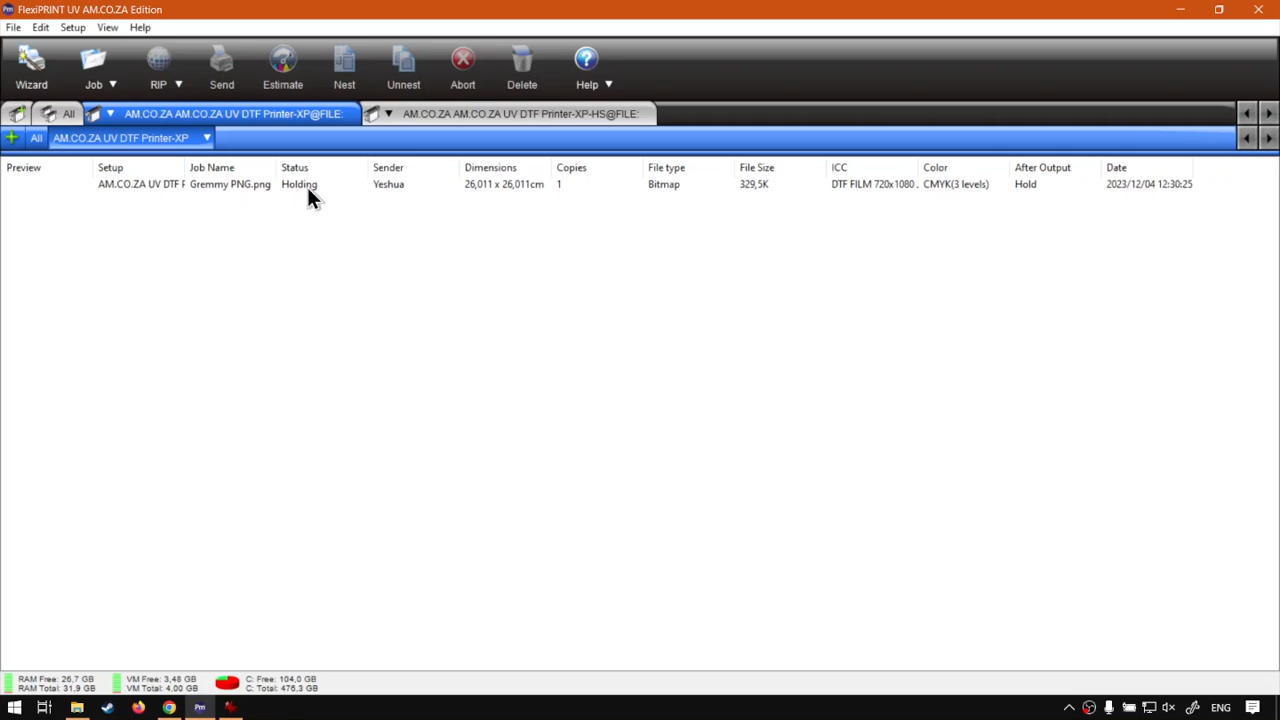 FlexiPRINT UV AM.CO.ZA Edition
File Edit Setup View Help
Wizard Job RIP Send Estimate Nest Unnest Abort Delete Help
All AM.CO.ZA AM.CO.ZA UV DTF Printer-XP@FILE: AM.CO.ZA AM.CO.ZA UV DTF Printer-XP-HS@FILE:
All AM.CO.ZA UV DTF Printer-XP
Preview Setup Job Name Status Sender Dimensions Copies File type File Size ICC Color After Output Date
AM.CO.ZA UV DTF F Gremmy PNG.png Holding Yeshua 26,011 x 26,011cm 1 Bitmap 329,5K DTF FILM 720x1080 . CMYK(3 levels) Hold 2023/12/04 12:30:25
RAM Free: 26,7 GB VM Free: 3,48 GB C: Free: 104,0 GB
RAM Total: 31,9 GB VM Total: 4,00 GB C: Total: 476,3 GB
Pm ENG